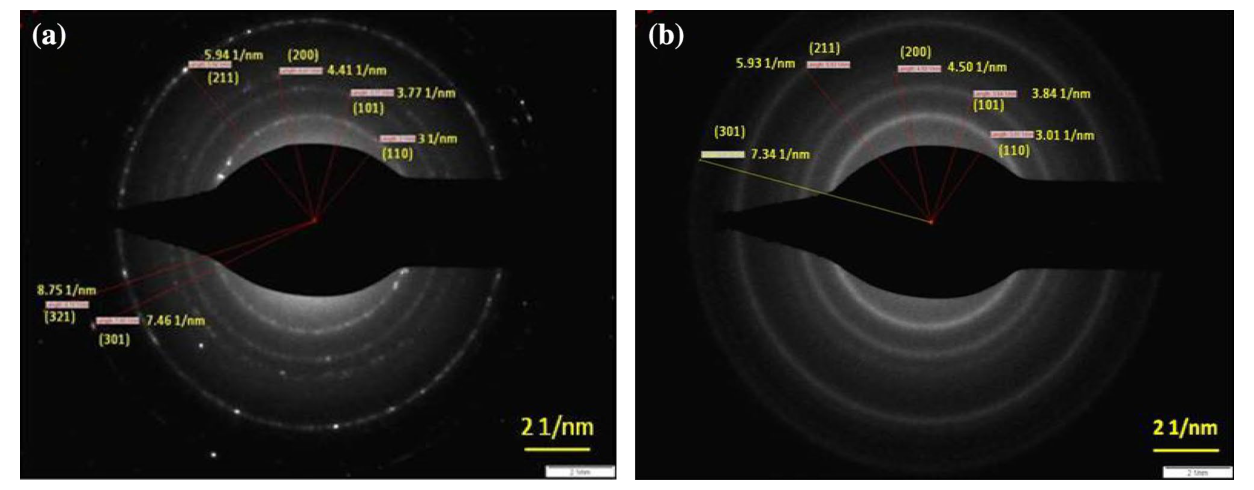 (a)
5.94 1/nm
(211)
(200)
4.41 1/nm
3.77 1/nm
(101)
3 1/nm
(110)
8.75 1/nm
(321)
7.46 1/nm
(301)
2 1/nm
(b)
5.93 1/nm
(211)
(200)
4.50 1/nm
3.84 1/nm
(101)
3.01 1/nm
(110)
(301)
7.34 1/nm
2 1/nm